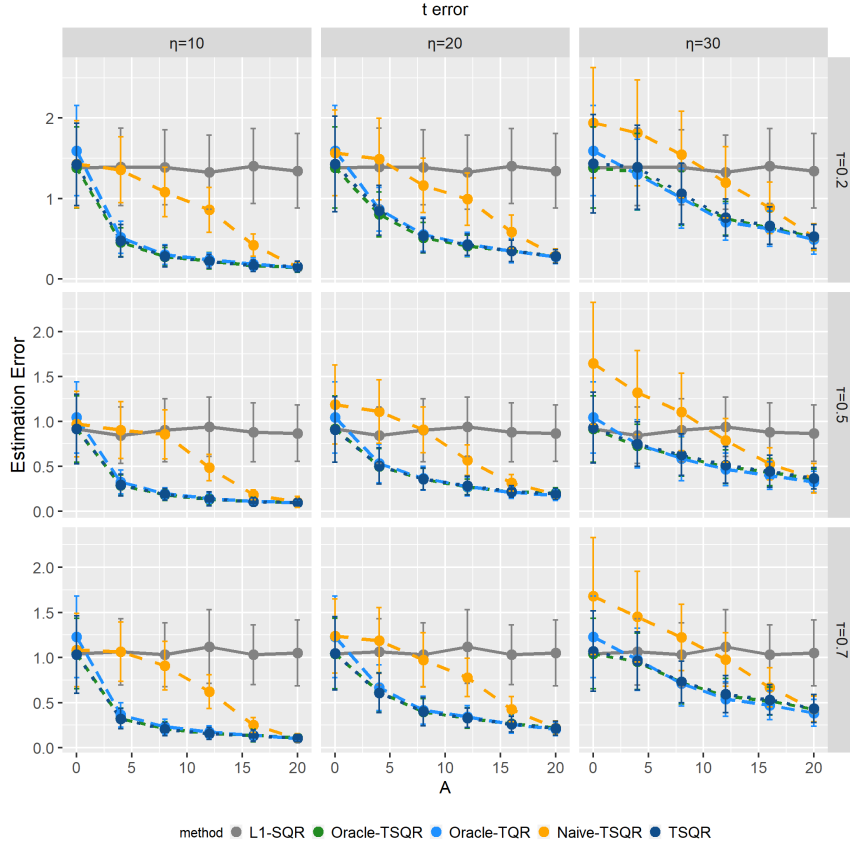 t error
η=10 η=20 η=30
2
1
0
τ=0.2
Estimation Error
2.0
1.5
1.0
0.5
0.0
τ=0.5
2.0
1.5
1.0
0.5
0.0
τ=0.7
0 5 10 15 20 0 5 10 15 20 0 5 10 15 20
A
method L1-SQR Oracle-TSQR Oracle-TQR Naive-TSQR TSQR